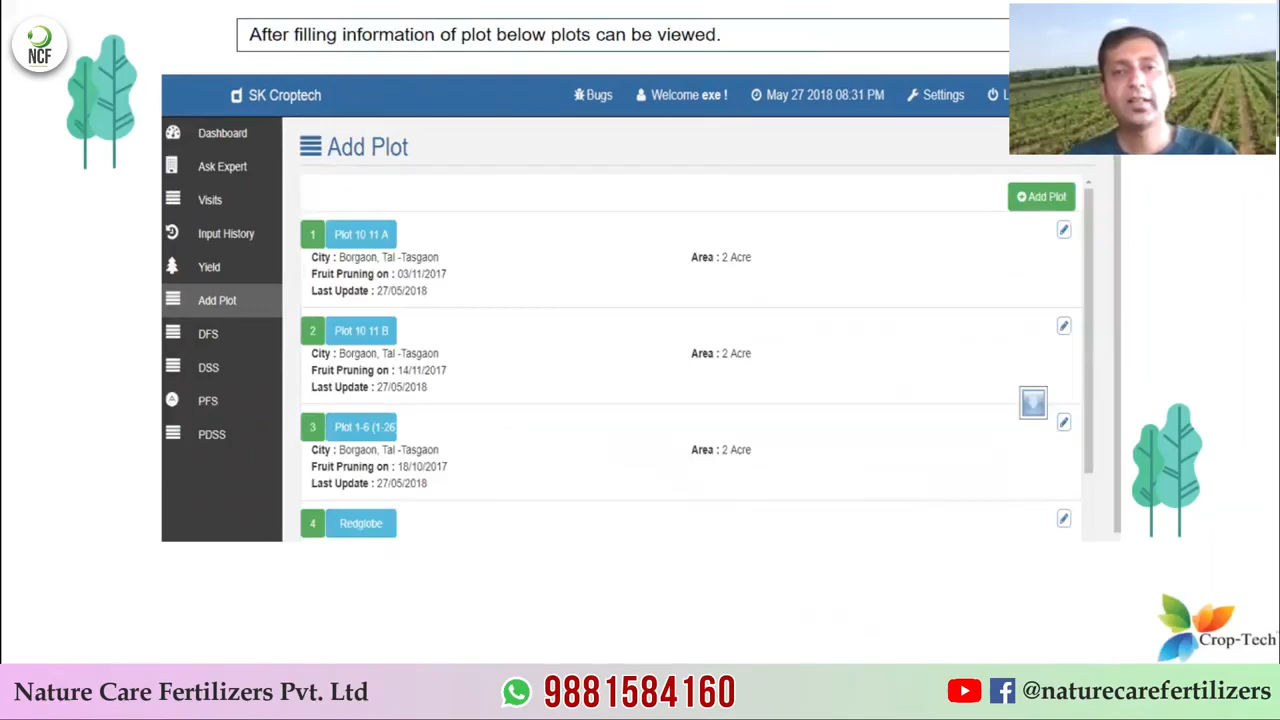 NCF
After filling information of plot below plots can be viewed.
SK Croptech
Bugs
Welcome exe !
May 27 2018 08:31 PM
Settings
L
Dashboard
Ask Expert
Visits
Input History
Yield
Add Plot
DFS
DSS
PFS
PDSS
Add Plot
Add Plot
1 Plot 10 11 A
City : Borgaon, Tal -Tasgaon
Area : 2 Acre
Fruit Pruning on : 03/11/2017
Last Update : 27/05/2018
2 Plot 10 11 B
City : Borgaon, Tal -Tasgaon
Area : 2 Acre
Fruit Pruning on : 14/11/2017
Last Update : 27/05/2018
3 Plot 1-6 (1-26
City : Borgaon, Tal -Tasgaon
Area : 2 Acre
Fruit Pruning on : 18/10/2017
Last Update : 27/05/2018
4 Redglobe
Crop-Tech
Nature Care Fertilizers Pvt. Ltd
9881584160
@naturecarefertilizers